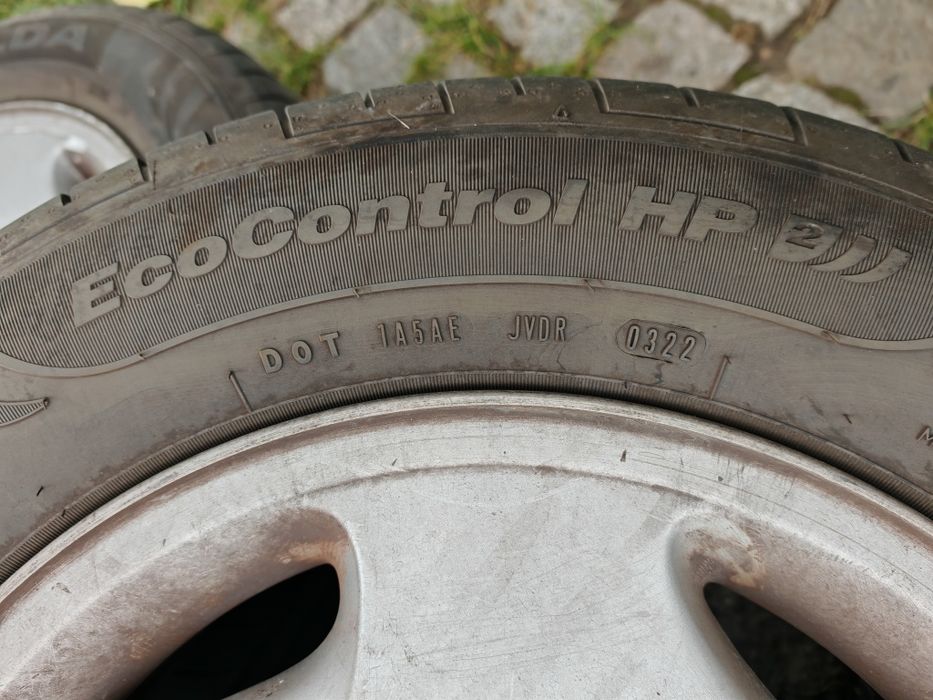 EcoControl HP 2
DOT 1A5AE JVDR 0322